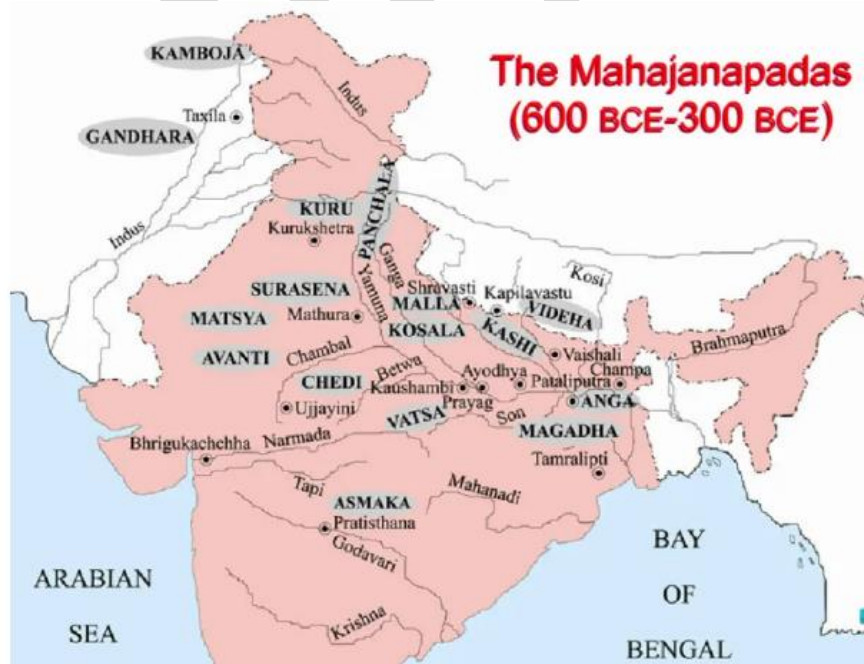 The Mahajanapadas
(600 BCE-300 BCE)
KAMBOJA
Indus
Taxila
GANDHARA
PANCHALA
KURU
Kurukshetra
Indus
Ganga
Yamuna
Kosi
SURASENA
Shravasti
Kapilavastu
MALLA
VIDEHA
MATSYA
Mathura
KOSALA
KASHI
Brahmaputra
AVANTI
Chambal
Betwa
Vaishali
Ayodhya
Champa
CHEDI
Kaushambi
Pataliputra
Prayag
Ujjayini
VATSA
Son
ANGA
MAGADHA
Bhrigukachchha
Narmada
Tamralipti
Tapi
Mahanadi
ASMAKA
Pratisthana
Godavari
Krishna
ARABIAN
SEA
BAY
OF
BENGAL